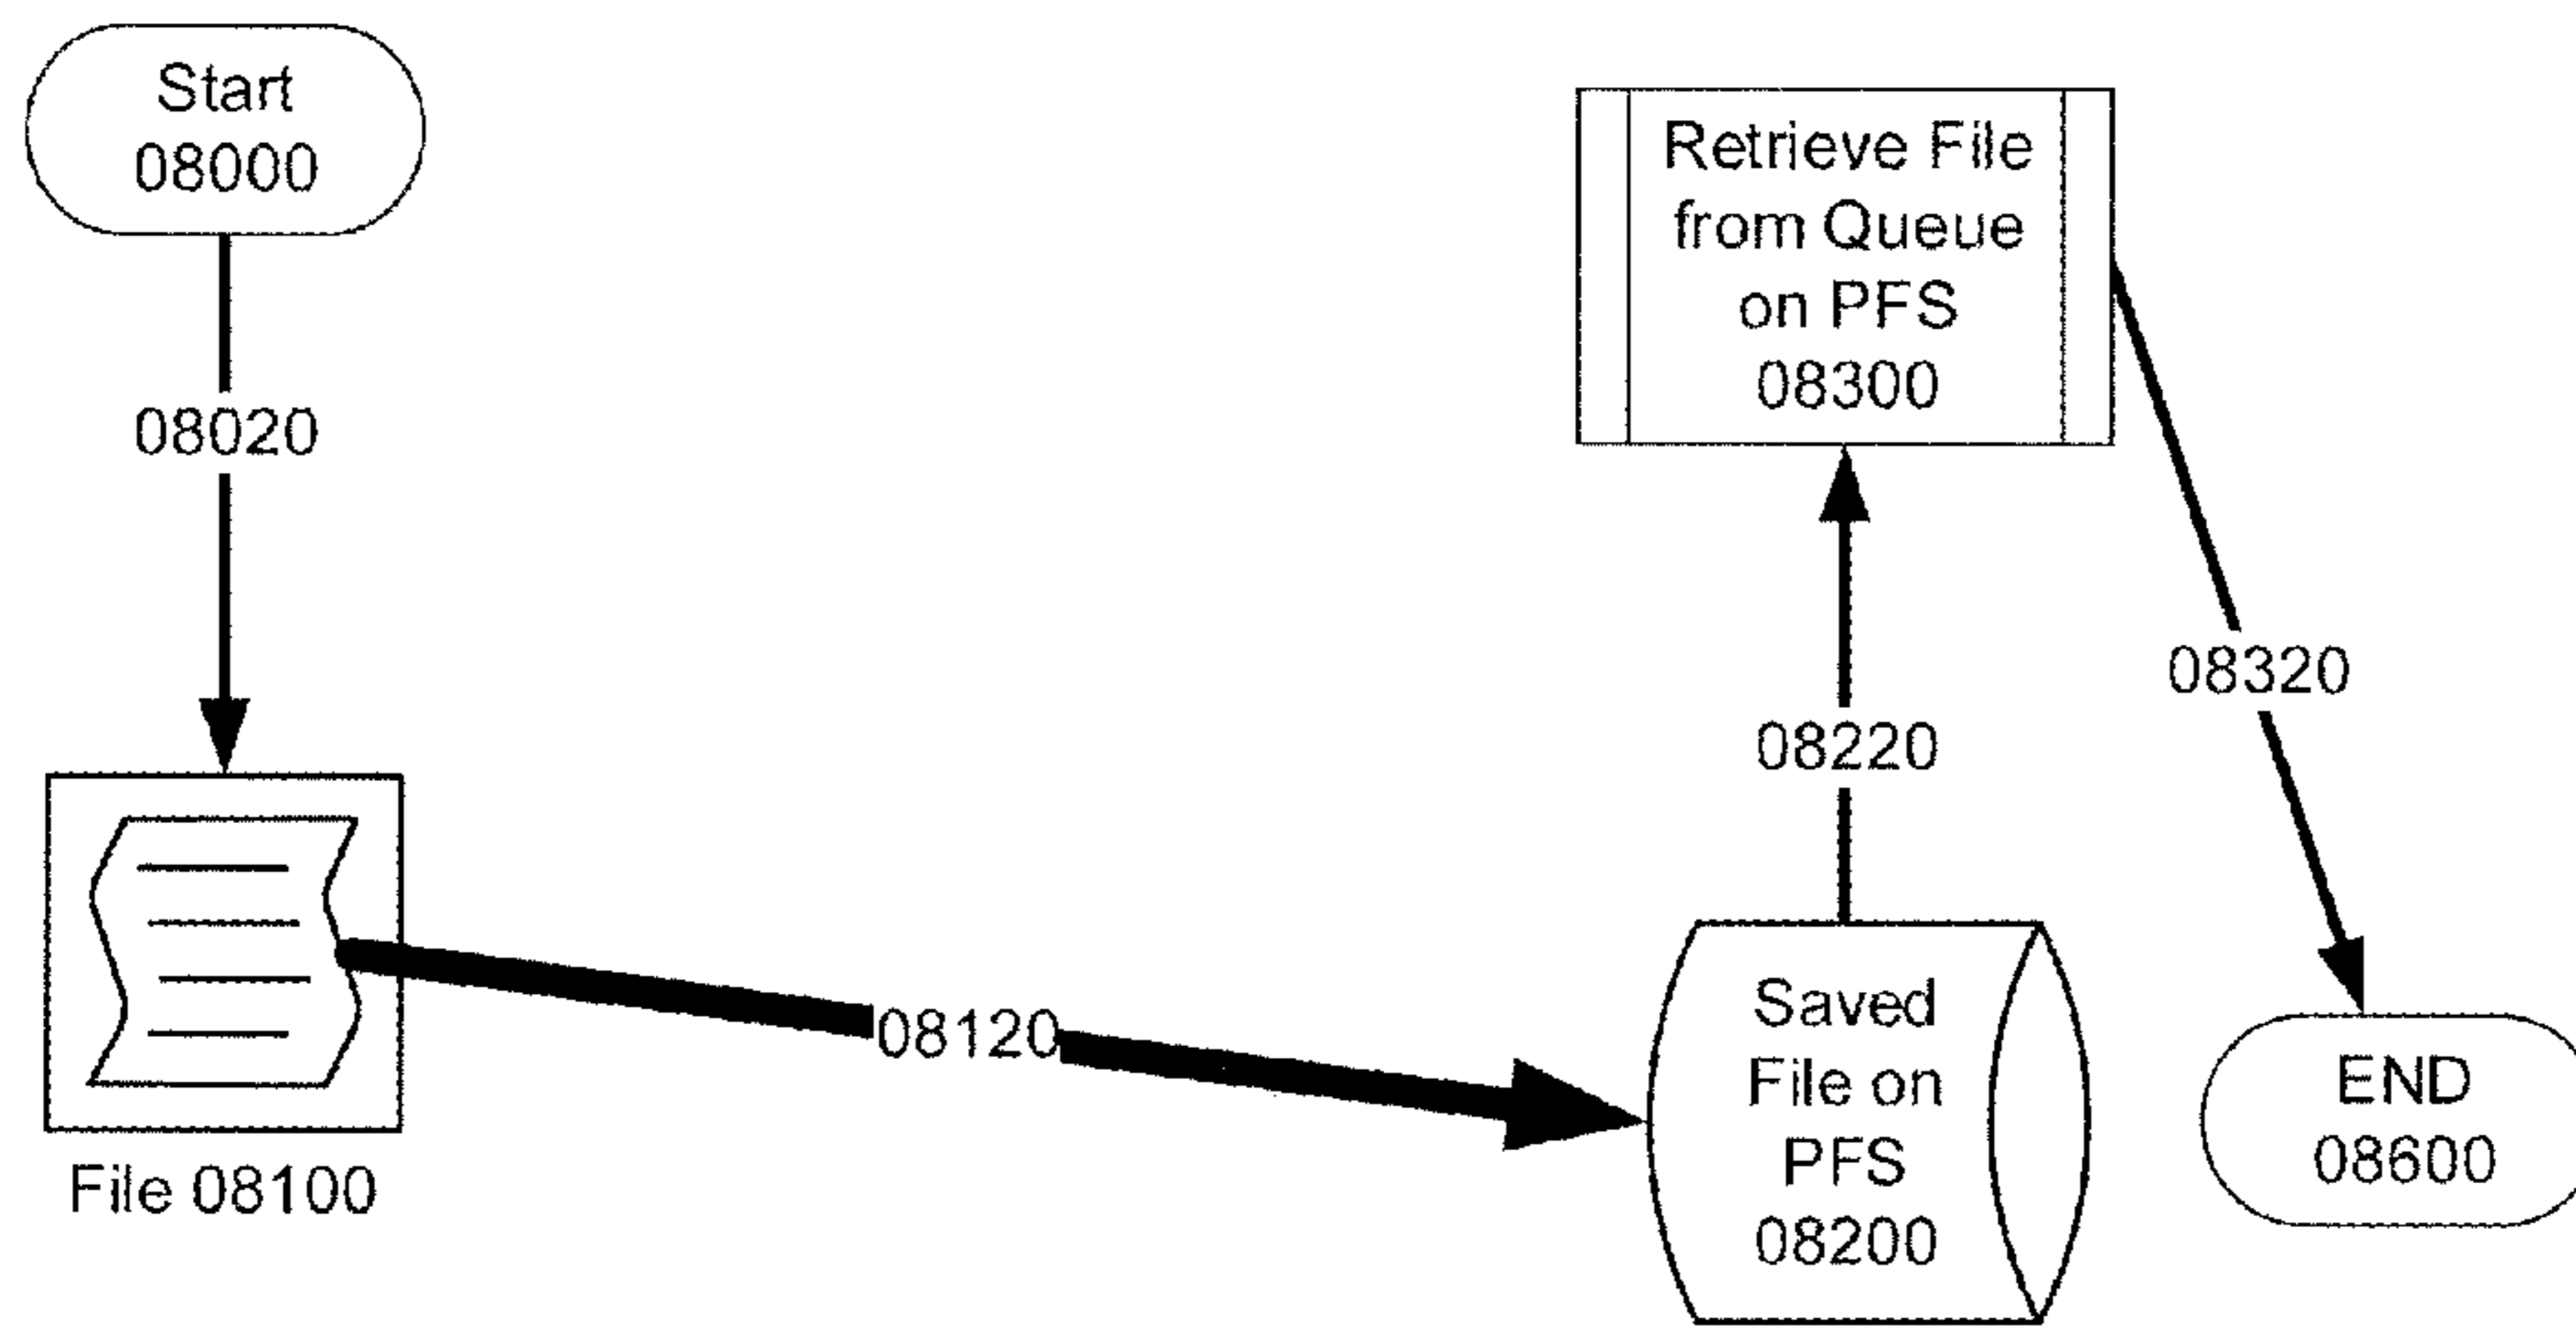 Start
08000
08020
File 08100
08120
Saved
File on
PFS
08200
08220
Retrieve File
from Queue
on PFS
08300
08320
END
08600